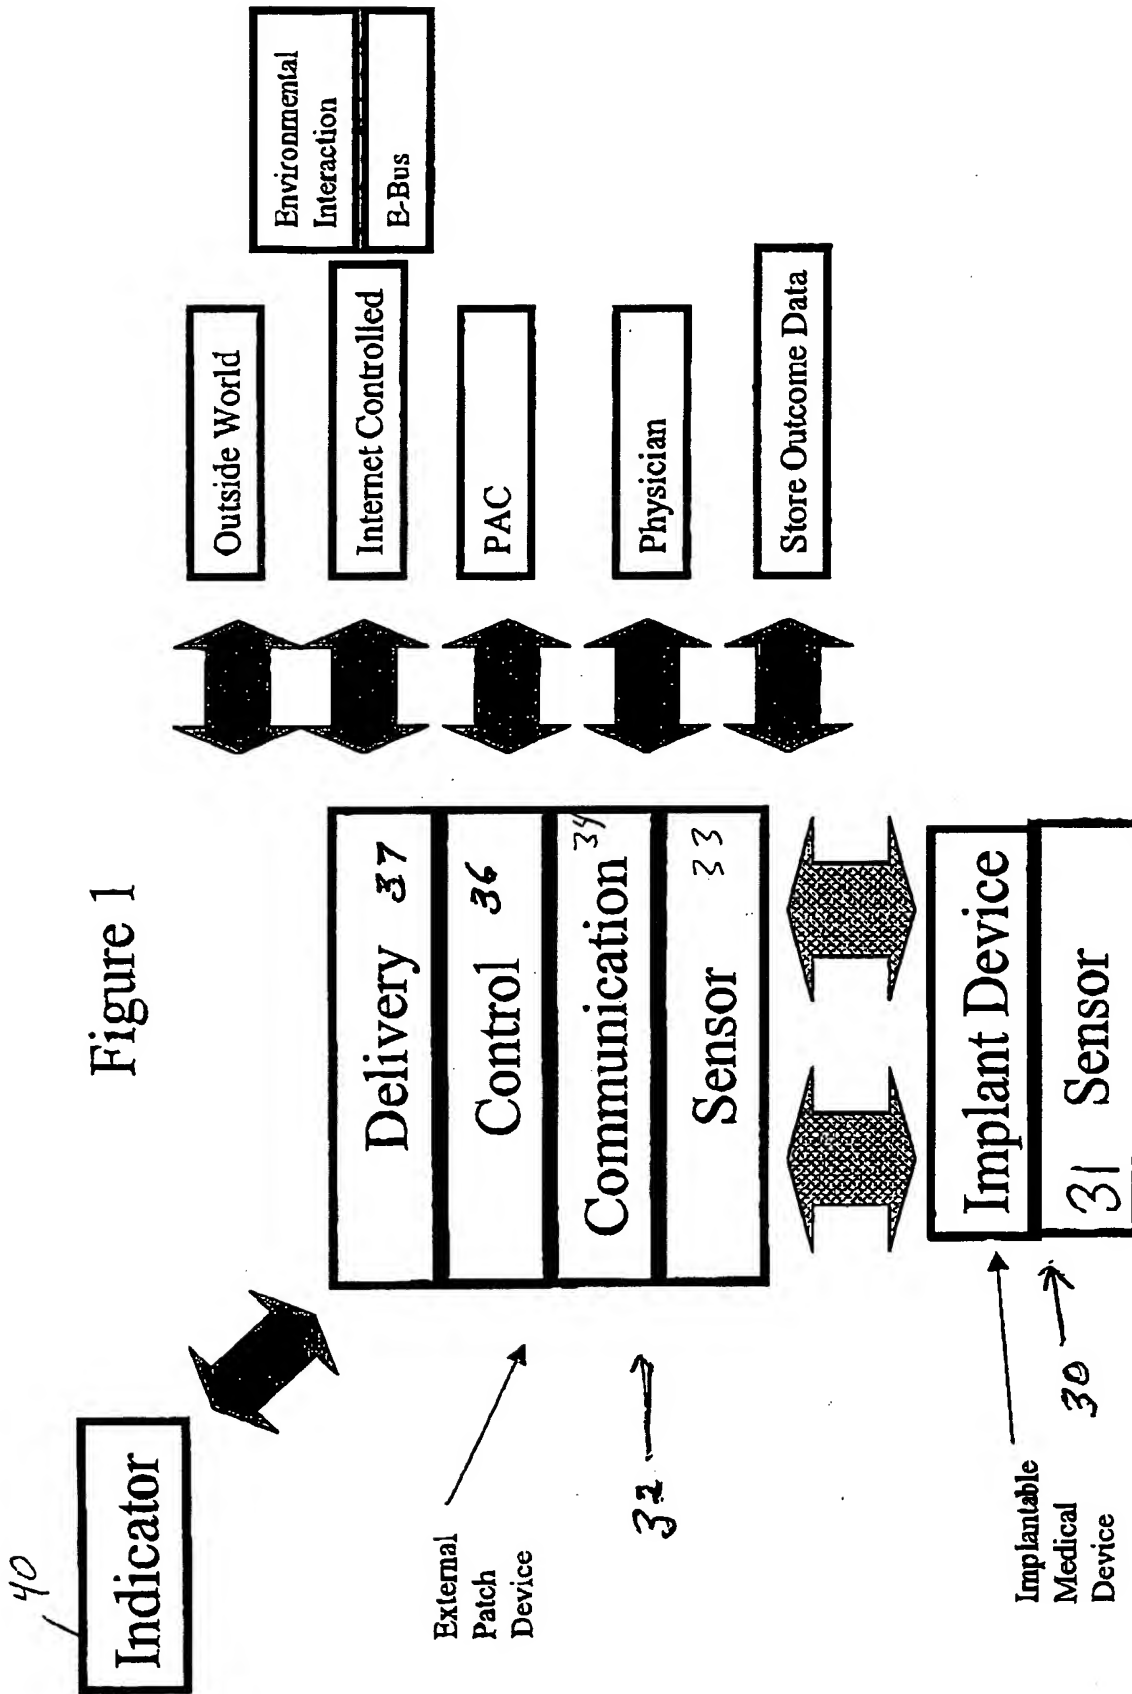 Figure 1
40
Indicator
External
Patch
Device
32
Delivery 37
Control 36
Communication 34
Sensor 33
Outside World
Internet Controlled
Environmental
Interaction
E-Bus
PAC
Physician
Store Outcome Data
Implantable
Medical
Device
30
Implant Device
31 Sensor